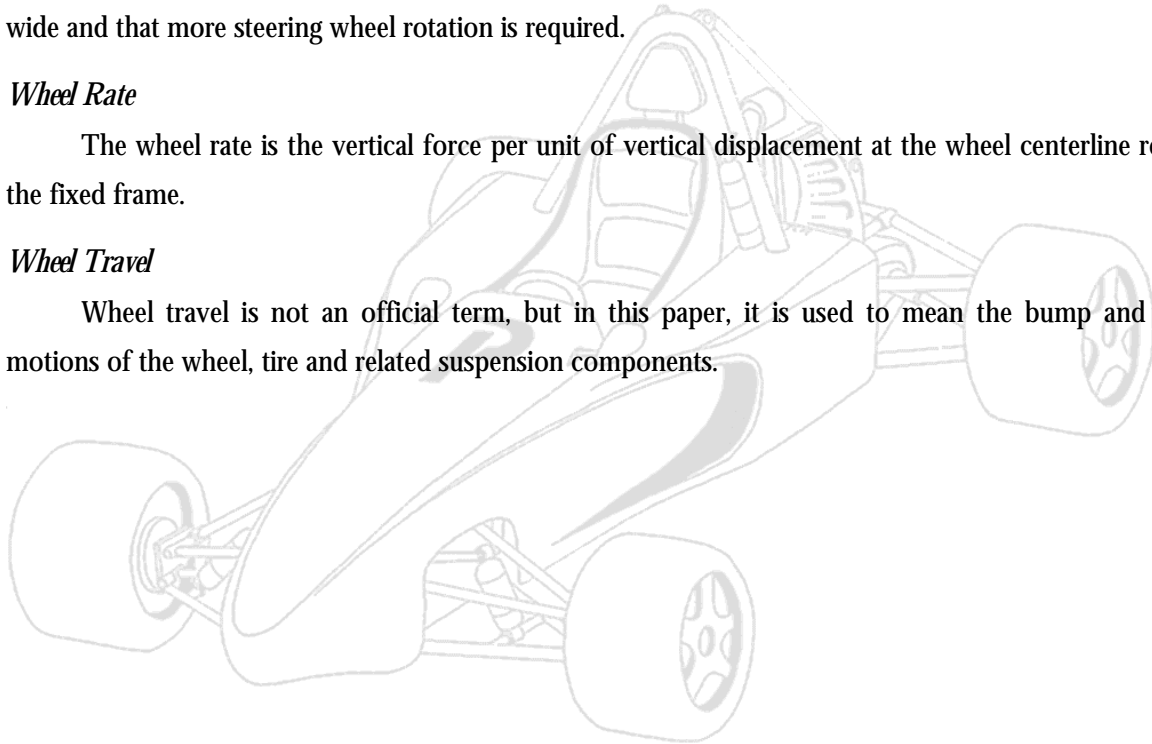 wide and that more steering wheel rotation is required.
Wheel Rate
The wheel rate is the vertical force per unit of vertical displacement at the wheel centerline
the fixed frame.
Wheel Travel
Wheel travel is not an official term, but in this paper, it is used to mean the bump and
motions of the wheel, tire and related suspension components.